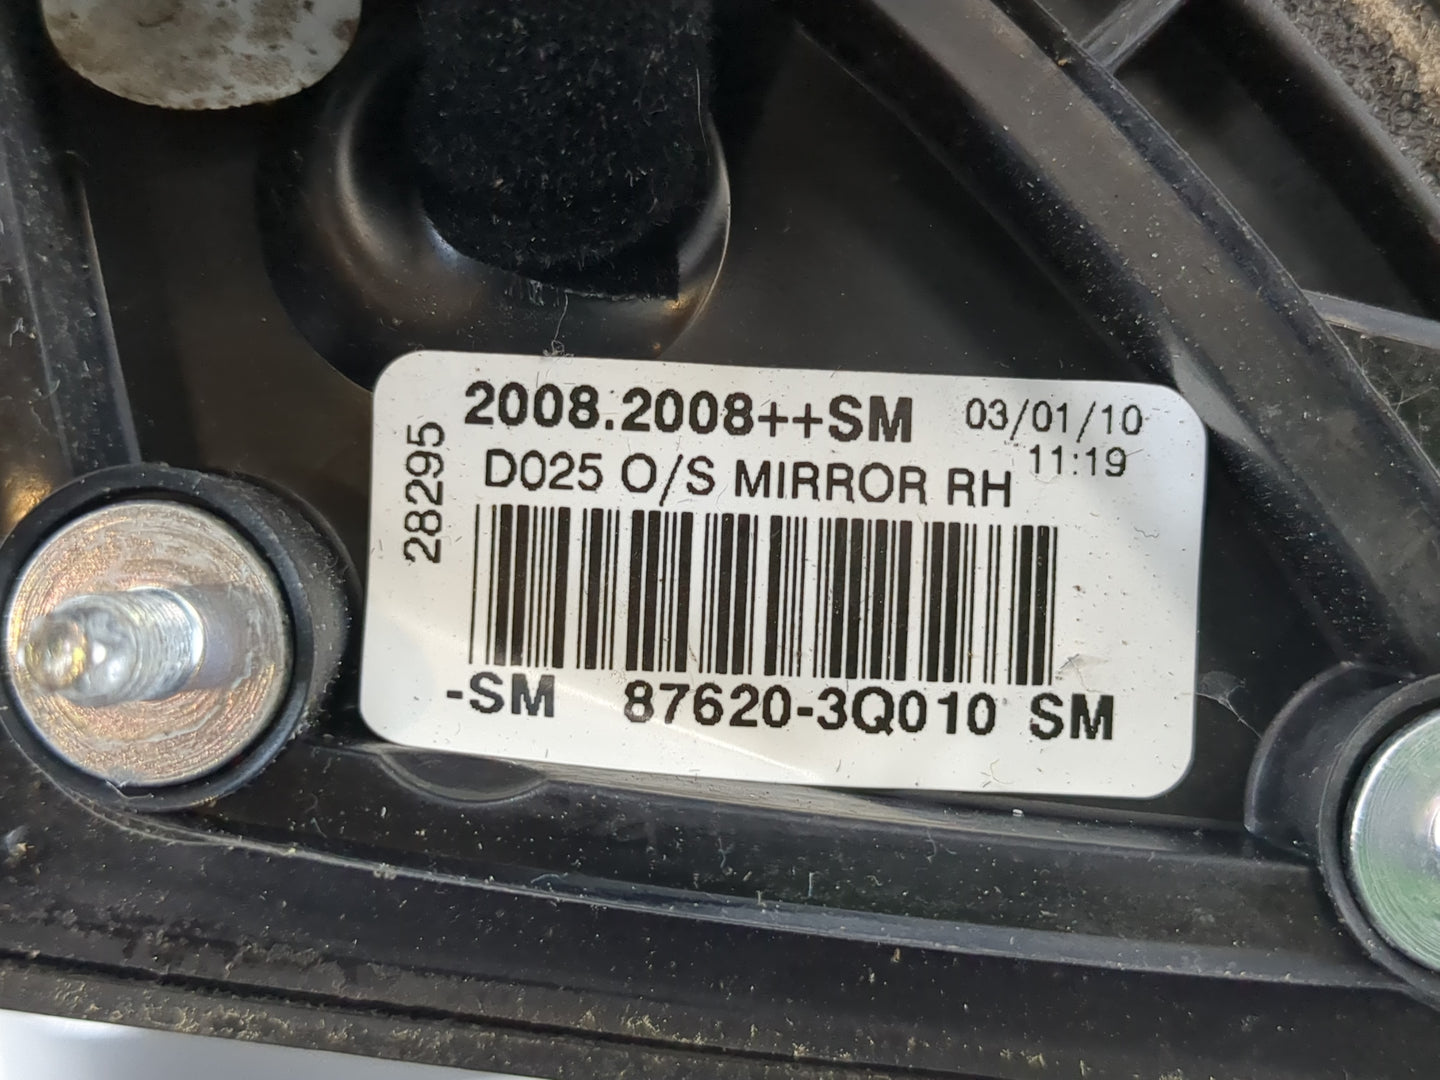 2008.2008++SM 03/01/10
11:19
D025 O/S MIRROR RH
28295
-SM 87620-3Q010 SM